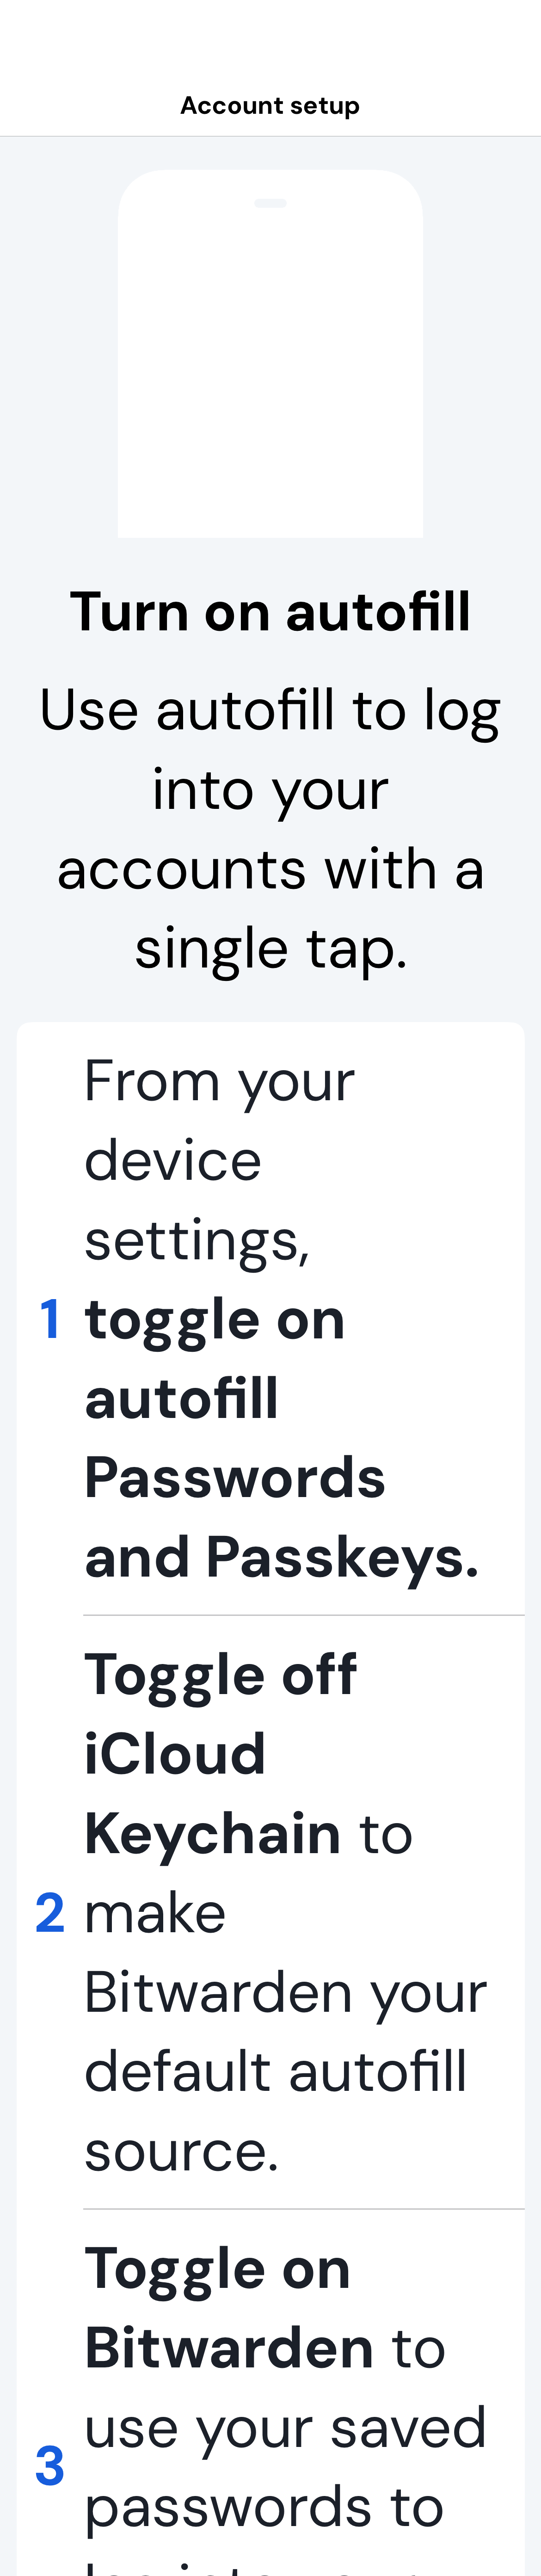 Account setup
Turn on autofill
Use autofill to log
into your
accounts with a
single tap.
From your
device
settings,
1 toggle on
autofill
Passwords
and Passkeys.
Toggle off
iCloud
Keychain to
2 make
Bitwarden your
default autofill
source.
Toggle on
Bitwarden to
use your saved
3
passwords to